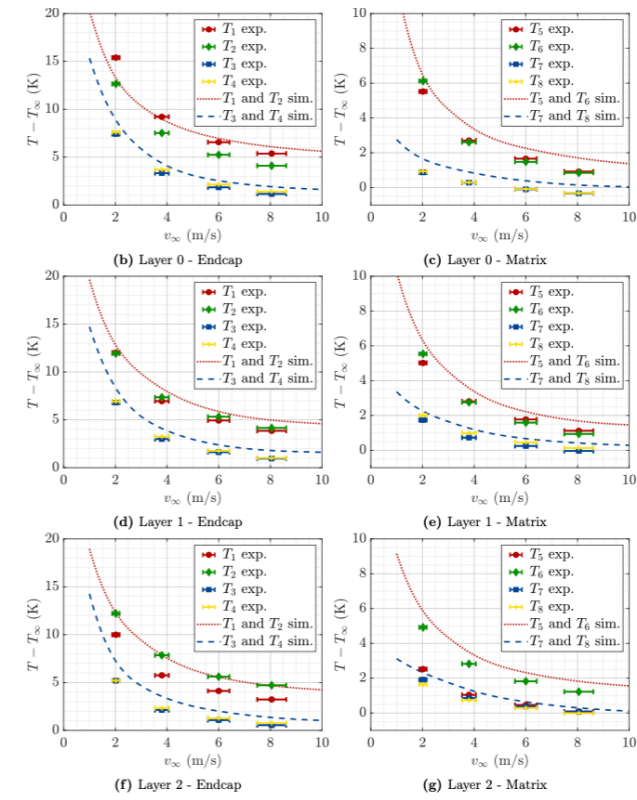 20
15
10
5
0
T − T∞ (K)
T₁ exp.
T₂ exp.
T₃ exp.
T₄ exp.
T₁ and T₂ sim.
T₃ and T₄ sim.
0 2 4 6 8 10
v∞ (m/s)
(b) Layer 0 - Endcap
10
8
6
4
2
0
T − T∞ (K)
T₅ exp.
T₆ exp.
T₇ exp.
T₈ exp.
T₅ and T₆ sim.
T₇ and T₈ sim.
0 2 4 6 8 10
v∞ (m/s)
(c) Layer 0 - Matrix
20
15
10
5
0
T − T∞ (K)
T₁ exp.
T₂ exp.
T₃ exp.
T₄ exp.
T₁ and T₂ sim.
T₃ and T₄ sim.
0 2 4 6 8 10
v∞ (m/s)
(d) Layer 1 - Endcap
10
8
6
4
2
0
T − T∞ (K)
T₅ exp.
T₆ exp.
T₇ exp.
T₈ exp.
T₅ and T₆ sim.
T₇ and T₈ sim.
0 2 4 6 8 10
v∞ (m/s)
(e) Layer 1 - Matrix
20
15
10
5
0
T − T∞ (K)
T₁ exp.
T₂ exp.
T₃ exp.
T₄ exp.
T₁ and T₂ sim.
T₃ and T₄ sim.
0 2 4 6 8 10
v∞ (m/s)
(f) Layer 2 - Endcap
10
8
6
4
2
0
T − T∞ (K)
T₅ exp.
T₆ exp.
T₇ exp.
T₈ exp.
T₅ and T₆ sim.
T₇ and T₈ sim.
0 2 4 6 8 10
v∞ (m/s)
(g) Layer 2 - Matrix